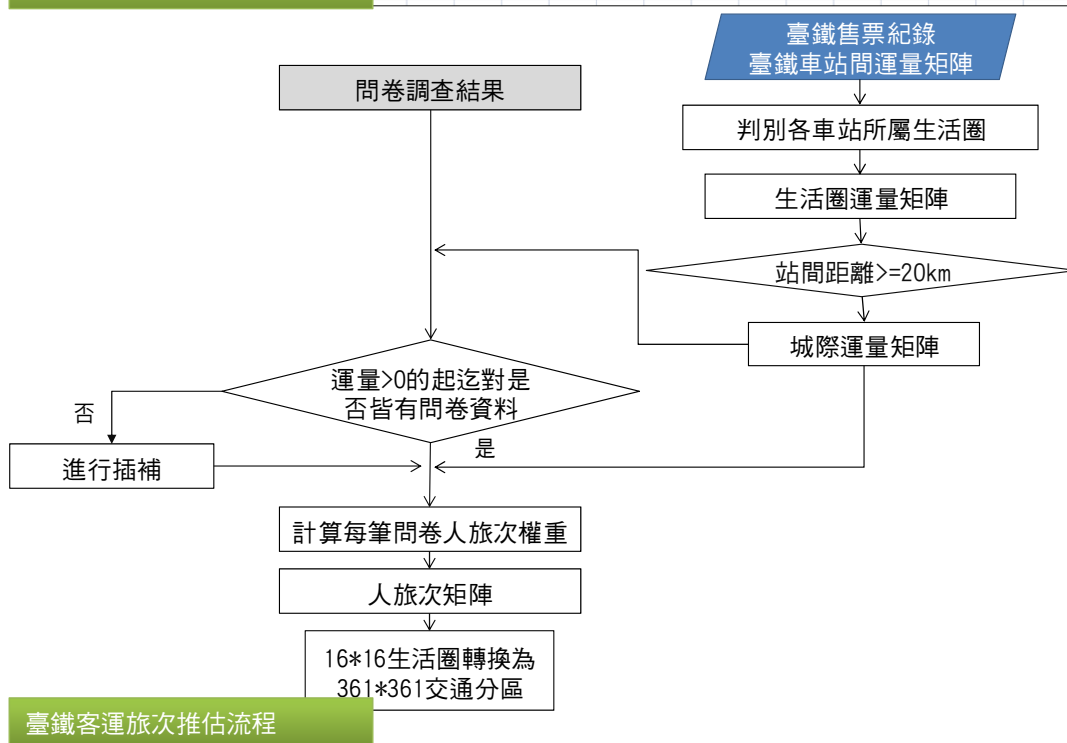 臺鐵售票紀錄
臺鐵車站間運量矩陣
問卷調查結果
判別各車站所屬生活圈
生活圈運量矩陣
站間距離>=20km
城際運量矩陣
運量>0的起迄對是
否皆有問卷資料
否
是
進行插補
計算每筆問卷人旅次權重
人旅次矩陣
16*16生活圈轉換為
361*361交通分區
臺鐵客運旅次推估流程